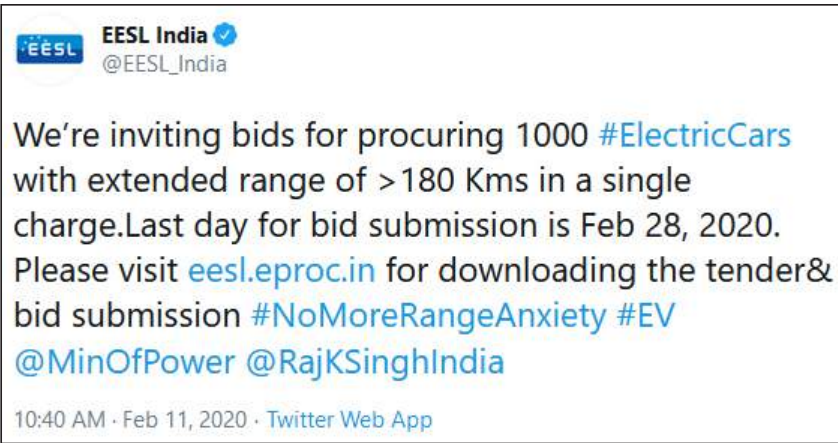 EESL
EESL India
@EESL_India
We're inviting bids for procuring 1000 #ElectricCars
with extended range of >180 Kms in a single
charge.Last day for bid submission is Feb 28, 2020.
Please visit eesl.eproc.in for downloading the tender&
bid submission #NoMoreRangeAnxiety #EV
@MinOfPower @RajKSinghIndia
10:40 AM · Feb 11, 2020 · Twitter Web App